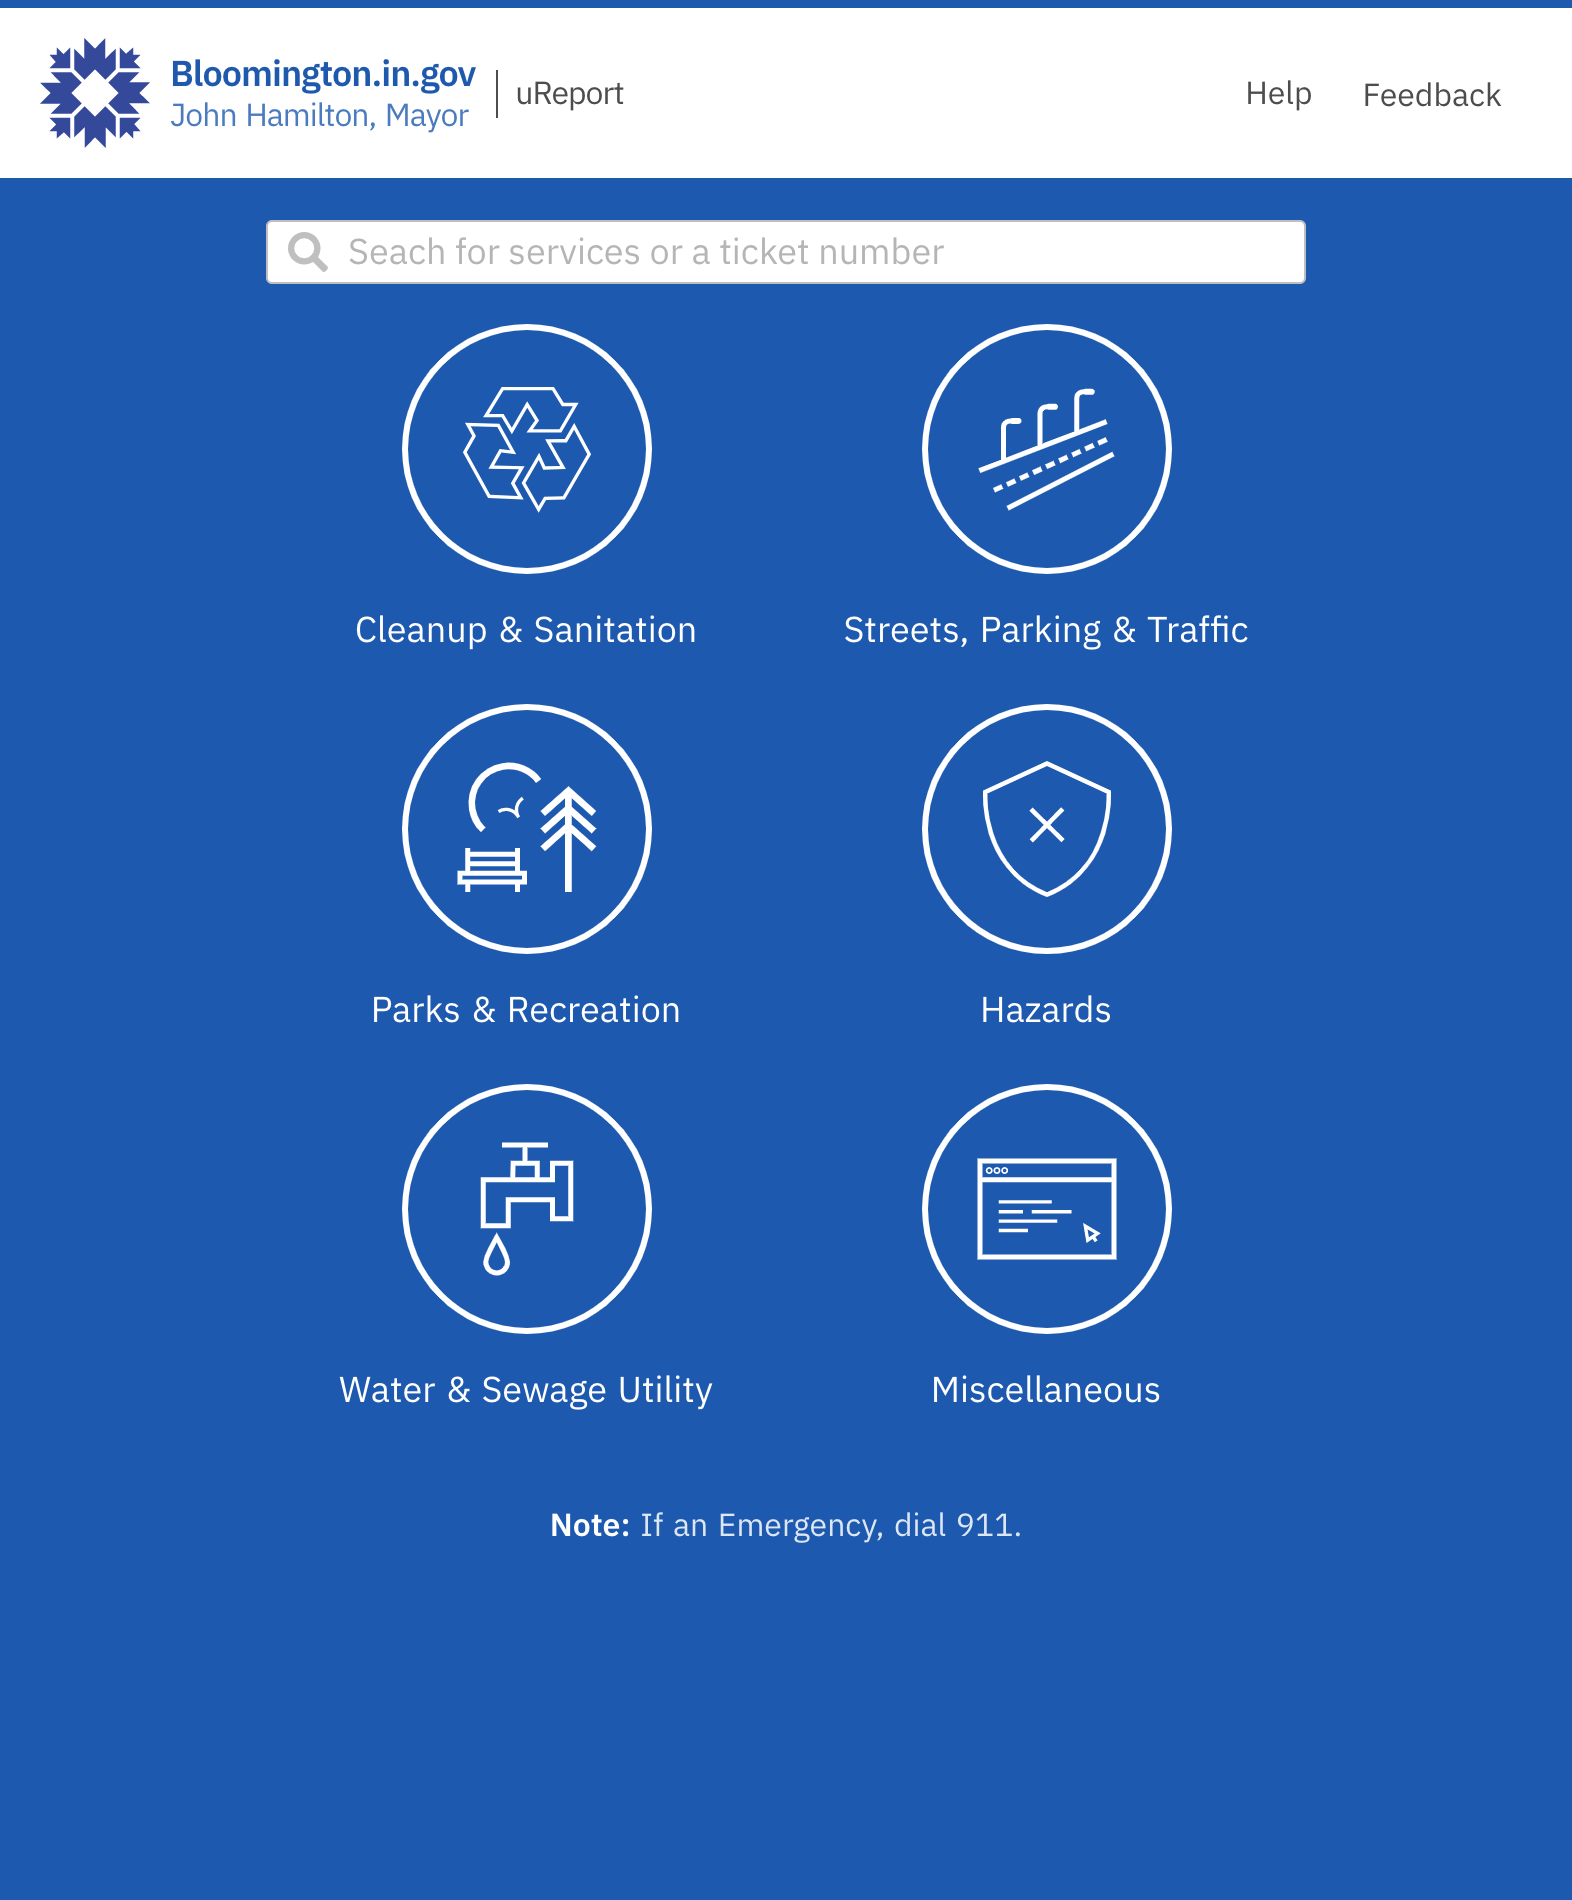 Bloomington.in.gov
John Hamilton, Mayor
uReport
Help
Feedback
Seach for services or a ticket number
Cleanup & Sanitation
Streets, Parking & Traffic
Parks & Recreation
Hazards
Water & Sewage Utility
Miscellaneous
Note: If an Emergency, dial 911.